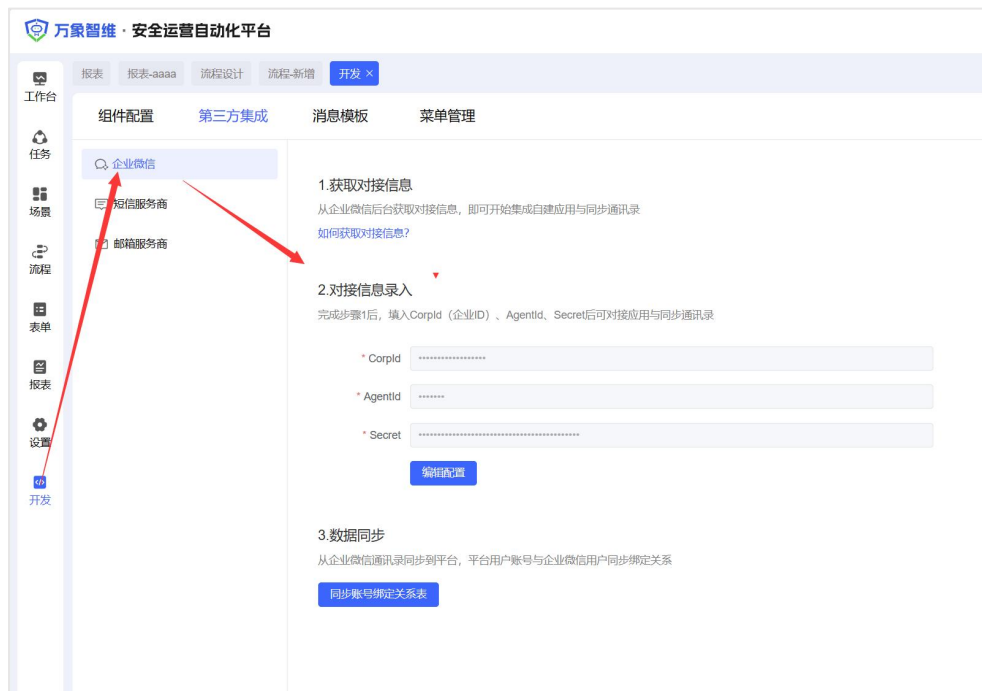 万象智维·安全运营自动化平台
报表 报表-aaaa 流程设计 流程-新增 开发 ×
工作台
任务
场景
流程
表单
报表
设置
开发
组件配置 第三方集成 消息模板 菜单管理
企业微信
短信服务商
邮箱服务商
1.获取对接信息
从企业微信后台获取对接信息，即可开始集成自建应用与同步通讯录
如何获取对接信息?
2.对接信息录入
完成步骤1后，填入CorpId（企业ID）、AgentId、Secret后可对接应用与同步通讯录
* CorpId
* AgentId
* Secret
编辑配置
3.数据同步
从企业微信通讯录同步到平台，平台用户账号与企业微信用户同步绑定关系
同步账号绑定关系表